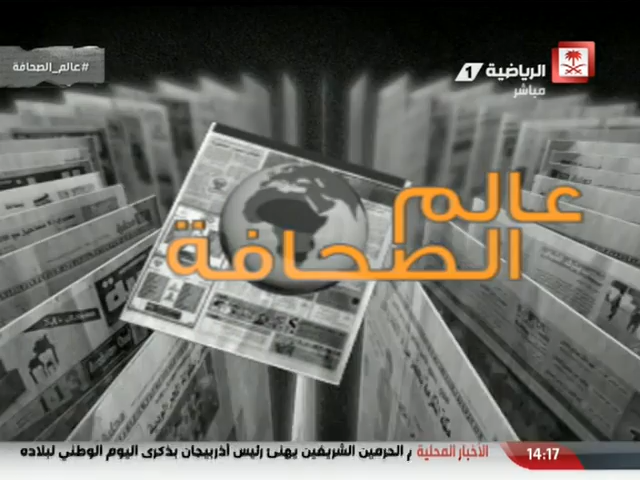 #عالم_الصحافة
الرياضية 1
مباشر
عالم
الصحافة
الأخبار المحلية م الحرمين الشريفين يهنئ رئيس أذربيجان بذكرى اليوم الوطني لبلاده
14:17